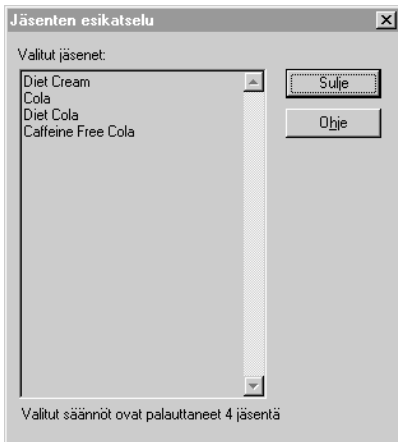 Jäsenten esikatselu
Valitut jäsenet:
Diet Cream
Cola
Diet Cola
Caffeine Free Cola
Sulje
Ohje
Valitut säännöt ovat palauttaneet 4 jäsentä